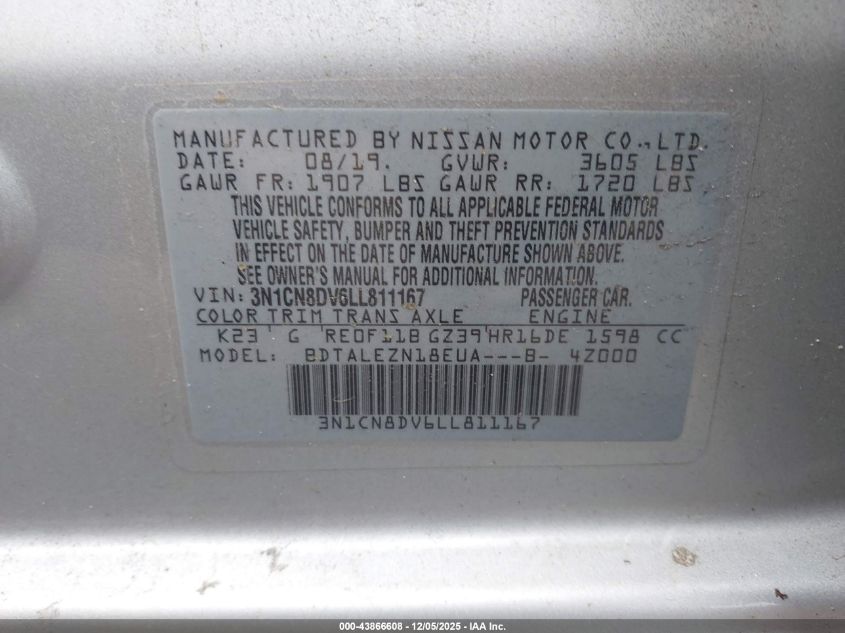 MANUFACTURED BY NISSAN MOTOR CO., LTD.
DATE: 08/19. GVWR: 3605 LBS
GAWR FR: 1907 LBS GAWR RR: 1720 LBS
THIS VEHICLE CONFORMS TO ALL APPLICABLE FEDERAL MOTOR
VEHICLE SAFETY, BUMPER AND THEFT PREVENTION STANDARDS
IN EFFECT ON THE DATE OF MANUFACTURE SHOWN ABOVE.
SEE OWNER'S MANUAL FOR ADDITIONAL INFORMATION.
VIN: 3N1CN8DV6LL811167 PASSENGER CAR.
COLOR TRIM TRANS AXLE ENGINE
K23 G RE0F11B GZ39 HR16DE 1598 CC
MODEL: BDTALEZN18EUA---B- 4Z000
3N1CN8DV6LL811167
000-43866608 - 12/05/2025 - IAA Inc.